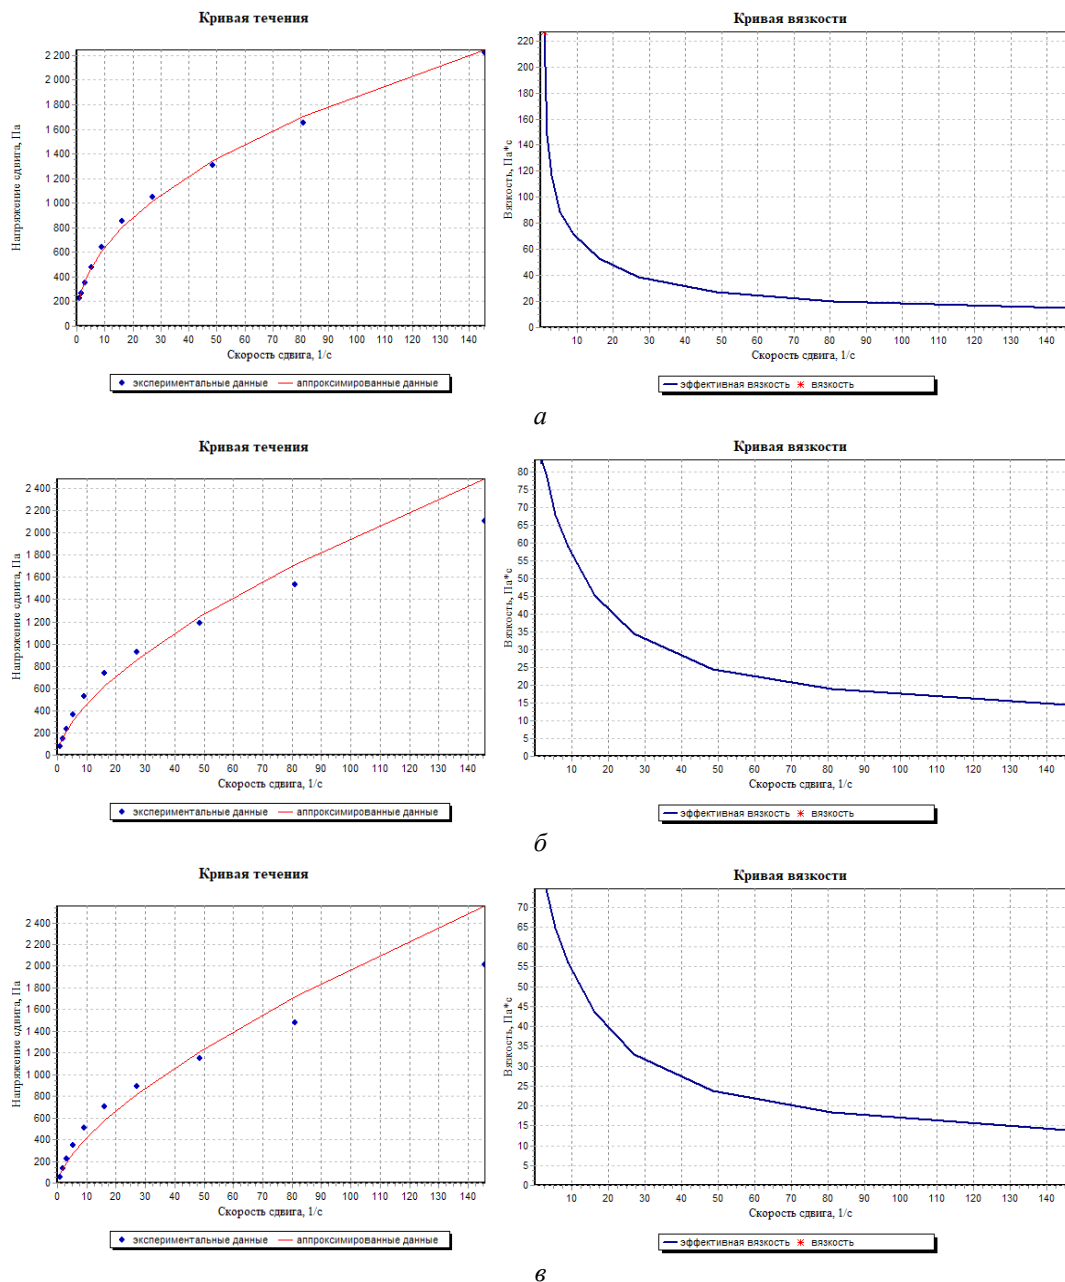 Кривая течения
Напряжение сдвига, Па
2 200
2 000
1 800
1 600
1 400
1 200
1 000
800
600
400
200
0
0 10 20 30 40 50 60 70 80 90 100 110 120 130 140
Скорость сдвига, 1/с
экспериментальные данные аппроксимированные данные
Кривая вязкости
Вязкость, Па*с
220
200
180
160
140
120
100
80
60
40
20
0
10 20 30 40 50 60 70 80 90 100 110 120 130 140
Скорость сдвига, 1/с
эффективная вязкость вязкость
а
Кривая течения
Напряжение сдвига, Па
2 400
2 200
2 000
1 800
1 600
1 400
1 200
1 000
800
600
400
200
0
0 10 20 30 40 50 60 70 80 90 100 110 120 130 140
Скорость сдвига, 1/с
экспериментальные данные аппроксимированные данные
Кривая вязкости
Вязкость, Па*с
80
75
70
65
60
55
50
45
40
35
30
25
20
15
10
5
0
10 20 30 40 50 60 70 80 90 100 110 120 130 140
Скорость сдвига, 1/с
эффективная вязкость вязкость
б
Кривая течения
Напряжение сдвига, Па
2 400
2 200
2 000
1 800
1 600
1 400
1 200
1 000
800
600
400
200
0
0 10 20 30 40 50 60 70 80 90 100 110 120 130 140
Скорость сдвига, 1/с
экспериментальные данные аппроксимированные данные
Кривая вязкости
Вязкость, Па*с
70
65
60
55
50
45
40
35
30
25
20
15
10
5
0
10 20 30 40 50 60 70 80 90 100 110 120 130 140
Скорость сдвига, 1/с
эффективная вязкость вязкость
в